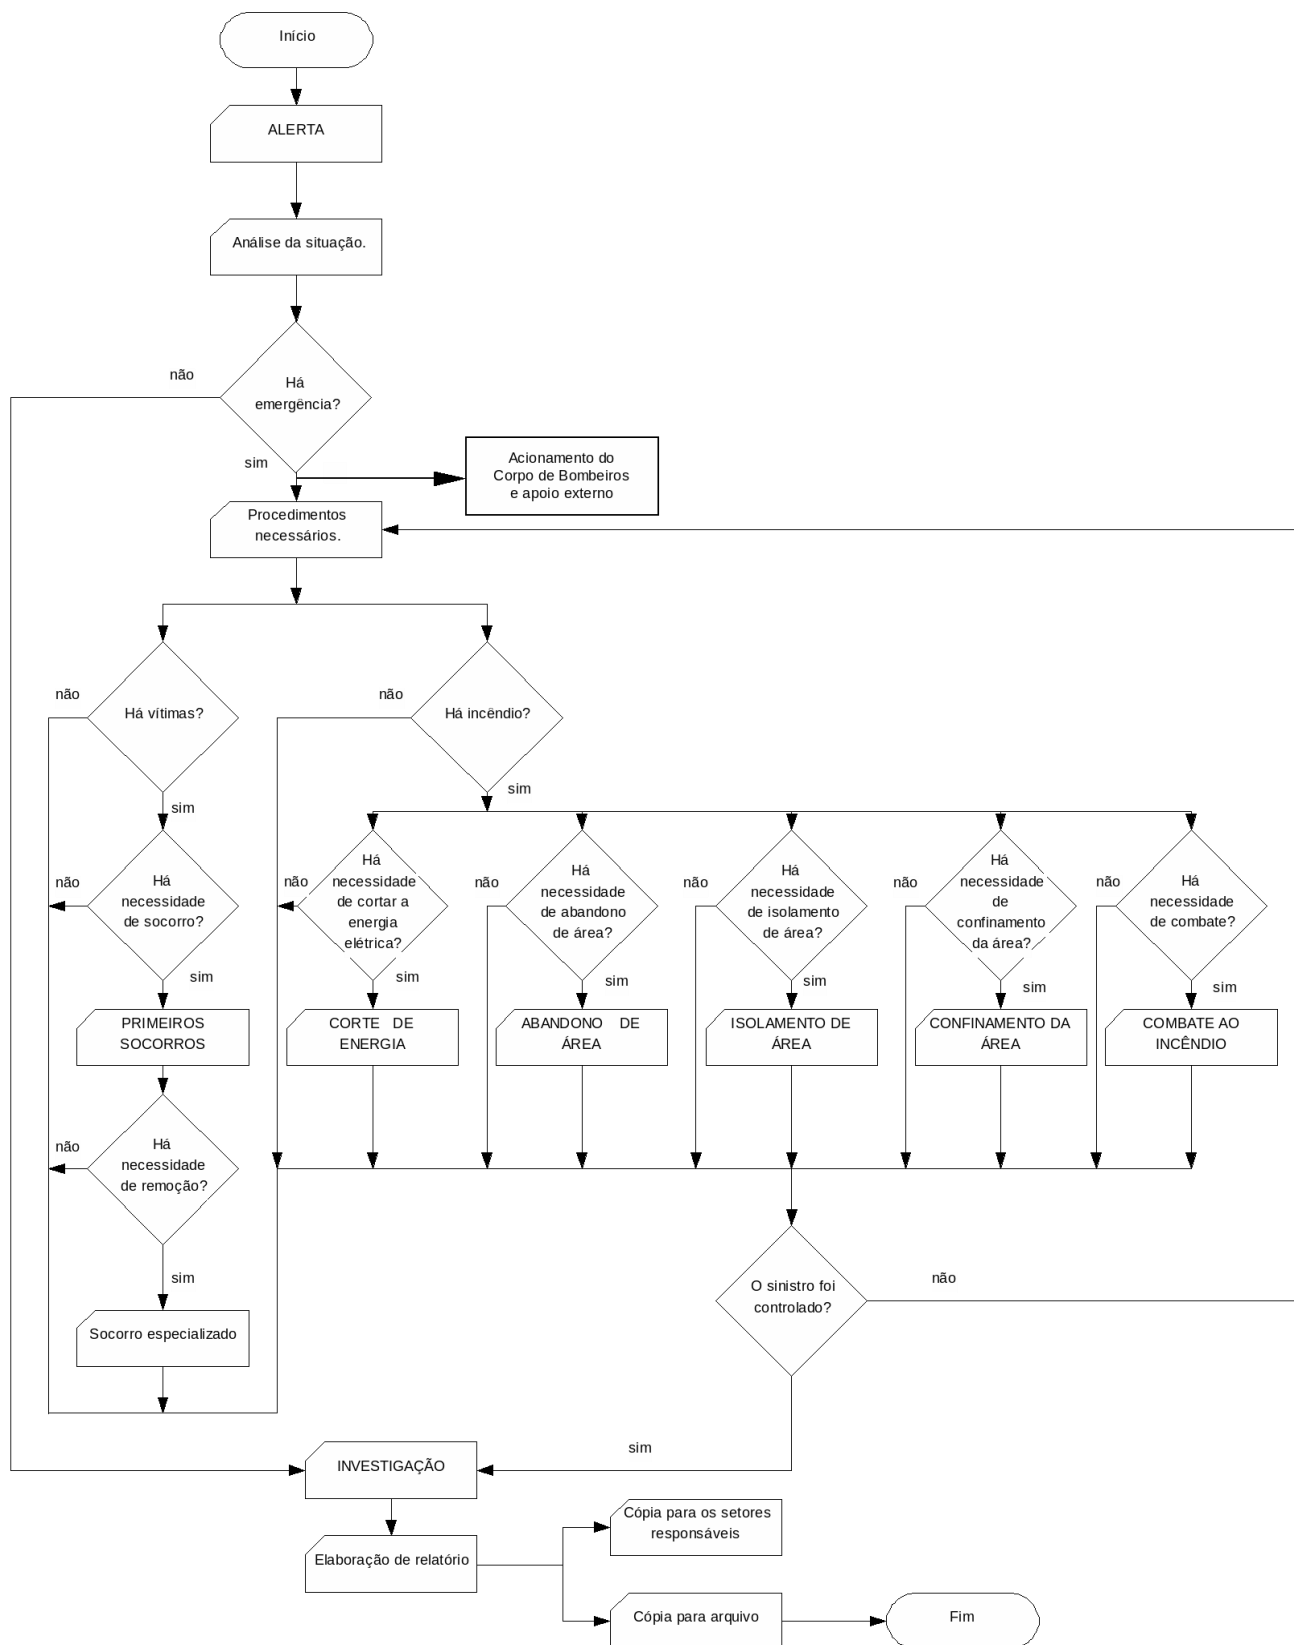 Início
ALERTA
Análise da situação.
não
Há
emergência?
sim
Acionamento do
Corpo de Bombeiros
e apoio externo
Procedimentos
necessários.
não
Há vítimas?
não
Há incêndio?
sim
sim
não
Há
necessidade
de socorro?
não
Há
necessidade
de cortar a
energia
elétrica?
não
Há
necessidade
de abandono
de área?
não
Há
necessidade
de isolamento
de área?
não
Há
necessidade
de
confinamento
da área?
não
Há
necessidade
de combate?
sim
sim
sim
sim
sim
sim
PRIMEIROS
SOCORROS
CORTE DE
ENERGIA
ABANDONO DE
ÁREA
ISOLAMENTO DE
ÁREA
CONFINAMENTO DA
ÁREA
COMBATE AO
INCÊNDIO
não
Há
necessidade
de remoção?
sim
O sinistro foi
controlado?
não
Socorro especializado
sim
INVESTIGAÇÃO
Cópia para os setores
responsáveis
Elaboração de relatório
Cópia para arquivo
Fim